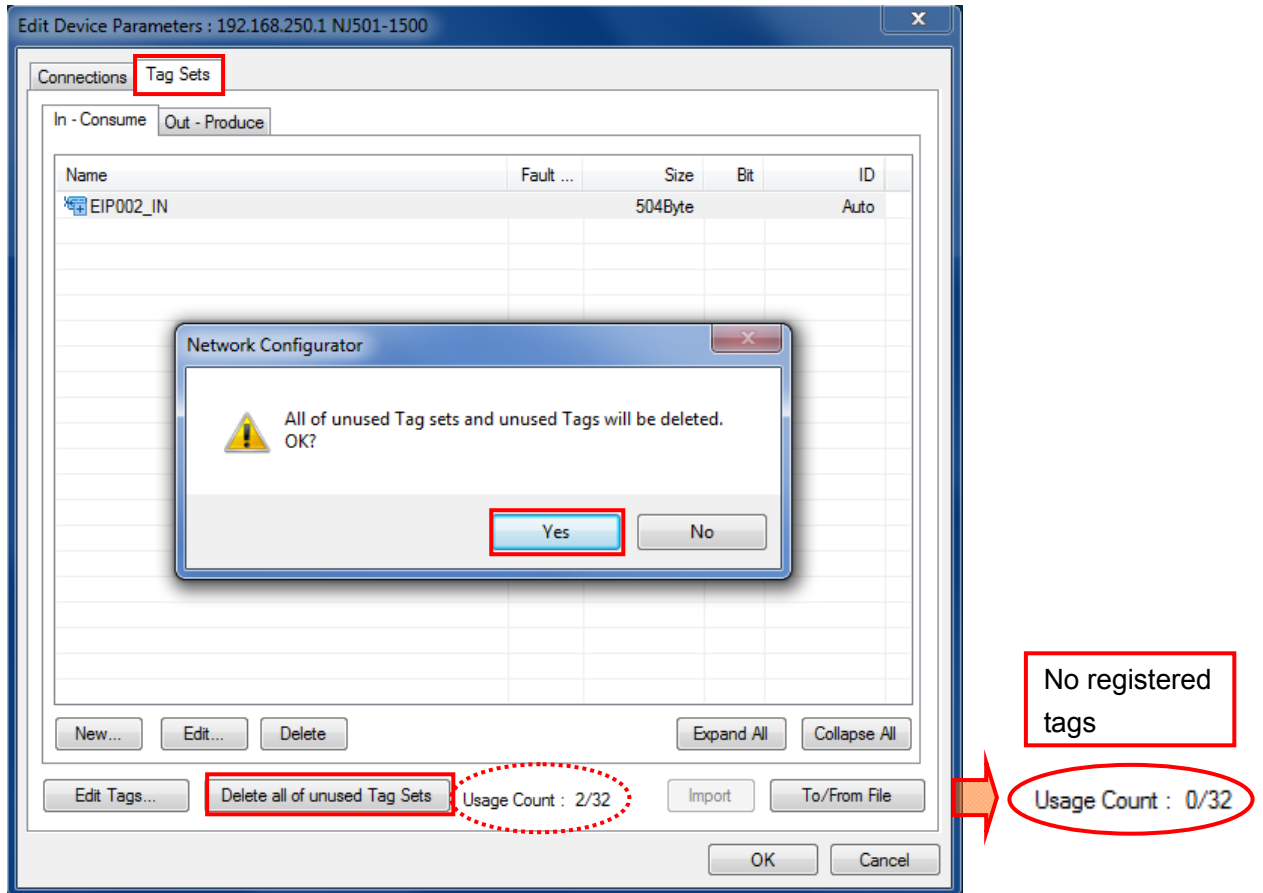 Edit Device Parameters : 192.168.250.1 NJ501-1500
X
Connections Tag Sets
In - Consume Out - Produce
Name Fault ... Size Bit ID
EIP002_IN 504Byte Auto
Network Configurator
X
All of unused Tag sets and unused Tags will be deleted.
OK?
Yes No
New... Edit... Delete Expand All Collapse All
Edit Tags... Delete all of unused Tag Sets Usage Count : 2/32 Import To/From File
OK Cancel
No registered
tags
Usage Count : 0/32